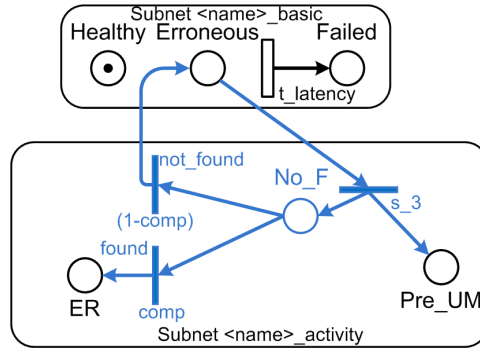 Subnet <name>_basic
Healthy
Erroneous
Failed
t_latency
not_found
No_F
s_3
(1-comp)
found
ER
comp
Pre_UM
Subnet <name>_activity